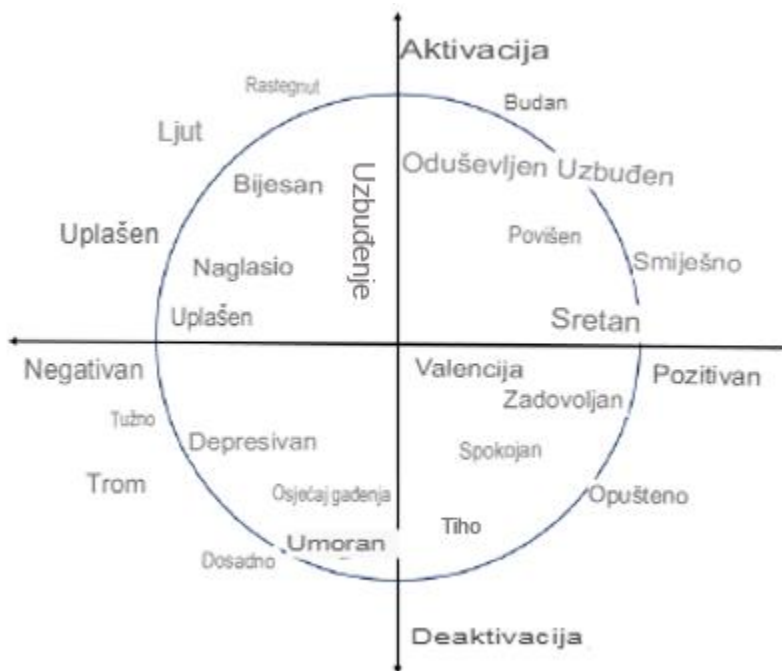 Aktivacija
Rastegnut
Budan
Ljut
Oduševljen Uzbuđen
Bijesan
Uzbuđenje
Uplašen
Povišen
Smiješno
Naglasio
Uplašen
Sretan
Negativan
Valencija
Pozitivan
Zadovoljan
Tužno
Depresivan
Spokojan
Trom
Osjećaj gađenja
Opušteno
Tiho
Umoran
Dosadno
Deaktivacija